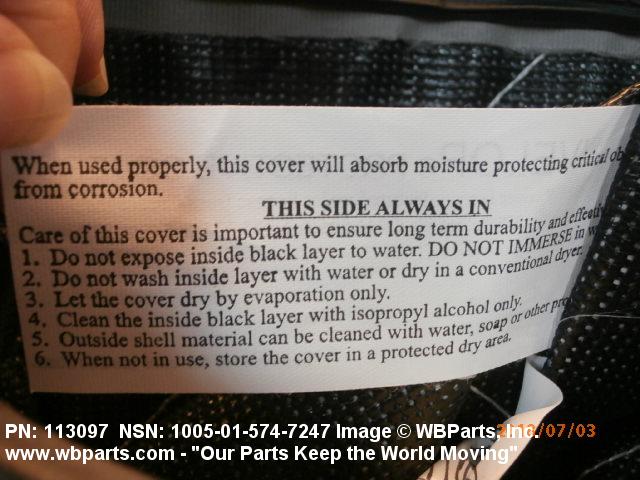 When used properly, this cover will absorb moisture protecting critical ob
from corrosion.
THIS SIDE ALWAYS IN
Care of this cover is important to ensure long term durability and effecti
1. Do not expose inside black layer to water. DO NOT IMMERSE in w
2. Do not wash inside layer with water or dry in a conventional dryer.
3. Let the cover dry by evaporation only.
4. Clean the inside black layer with isopropyl alcohol only.
5. Outside shell material can be cleaned with water, soap or other pro
6. When not in use, store the cover in a protected dry area.
PN: 113097 NSN: 1005-01-574-7247 Image © WBParts, Inc.
/07/03
www.wbparts.com - "Our Parts Keep the World Moving"